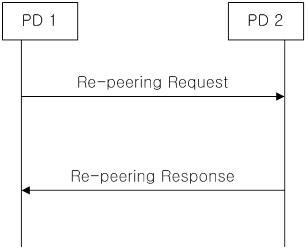 PD 1
PD 2
Re-peering Request
Re-peering Response